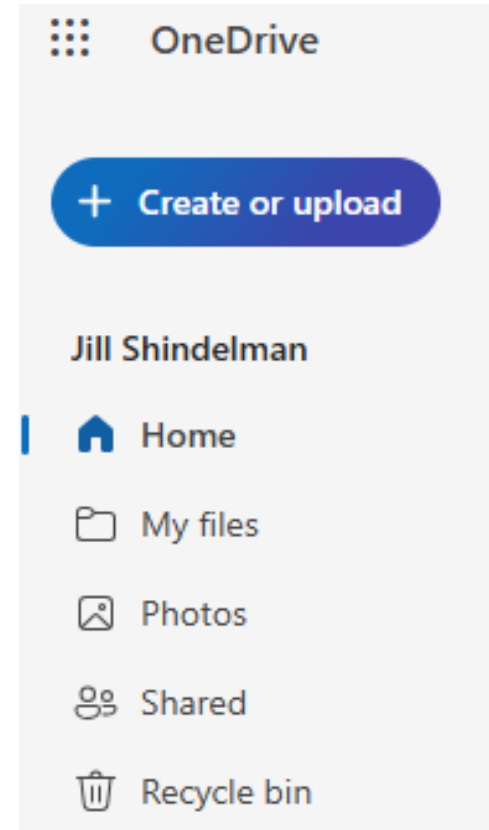 OneDrive
Create or upload
Jill Shindelman
Home
My files
Photos
Shared
Recycle bin